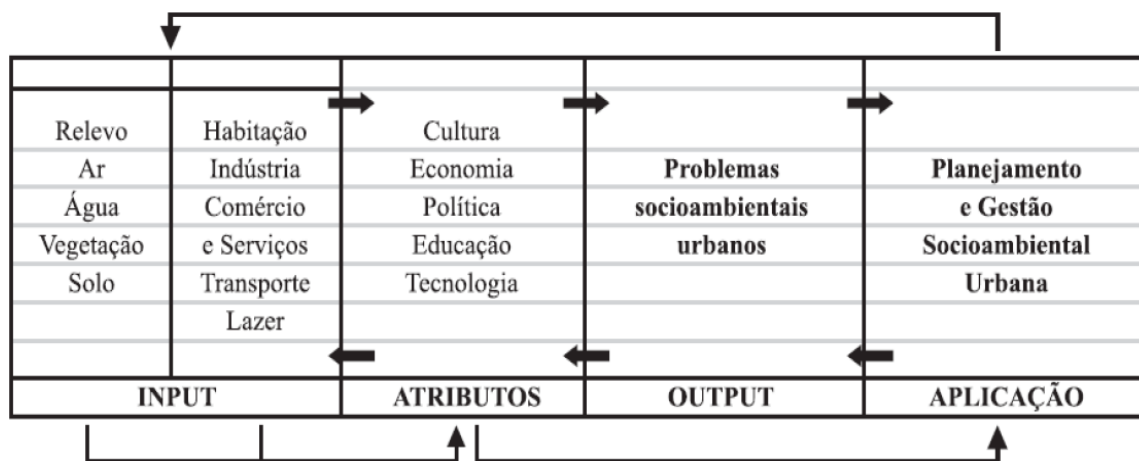 Relevo
Ar
Água
Vegetação
Solo
Habitação
Indústria
Comércio
e Serviços
Transporte
Lazer
Cultura
Economia
Política
Educação
Tecnologia
Problemas
socioambientais
urbanos
Planejamento
e Gestão
Socioambiental
Urbana
INPUT
ATRIBUTOS
OUTPUT
APLICAÇÃO